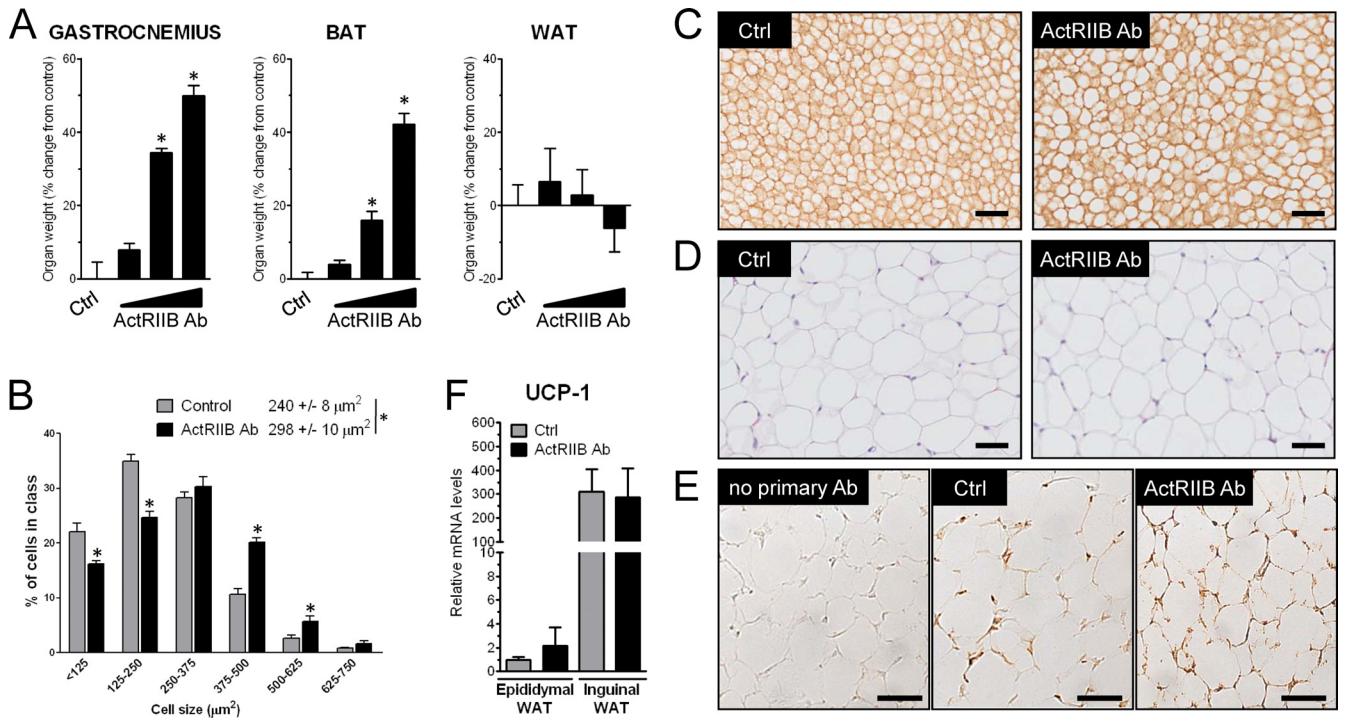 A
GASTROCNEMIUS
BAT
WAT
Organ weight (% change from control)
60
40
20
0
*
*
Ctrl
ActRIIB Ab
Organ weight (% change from control)
60
40
20
0
*
*
Ctrl
ActRIIB Ab
Organ weight (% change from control)
40
20
0
-20
Ctrl
ActRIIB Ab
B
Control 240 +/- 8 µm2
ActRIIB Ab 298 +/- 10 µm2
*
% of cells in class
40
30
20
10
0
*
*
*
*
<125
125-250
250-375
375-500
500-625
625-750
Cell size (µm2)
F
UCP-1
Ctrl
ActRIIB Ab
Relative mRNA levels
600
500
400
300
200
100
10
8
6
4
2
0
Epididymal
WAT
Inguinal
WAT
C
Ctrl
ActRIIB Ab
D
Ctrl
ActRIIB Ab
E
no primary Ab
Ctrl
ActRIIB Ab